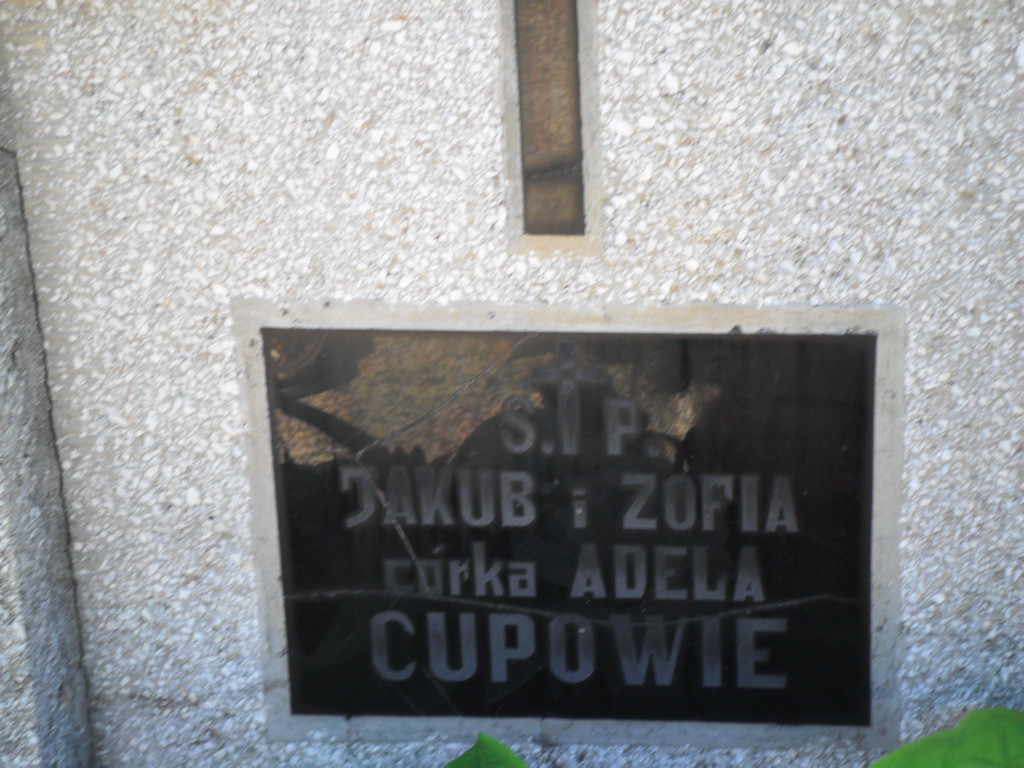 S. P.
JAKUB i ZOFIA
córka ADELA
CUPOWIE